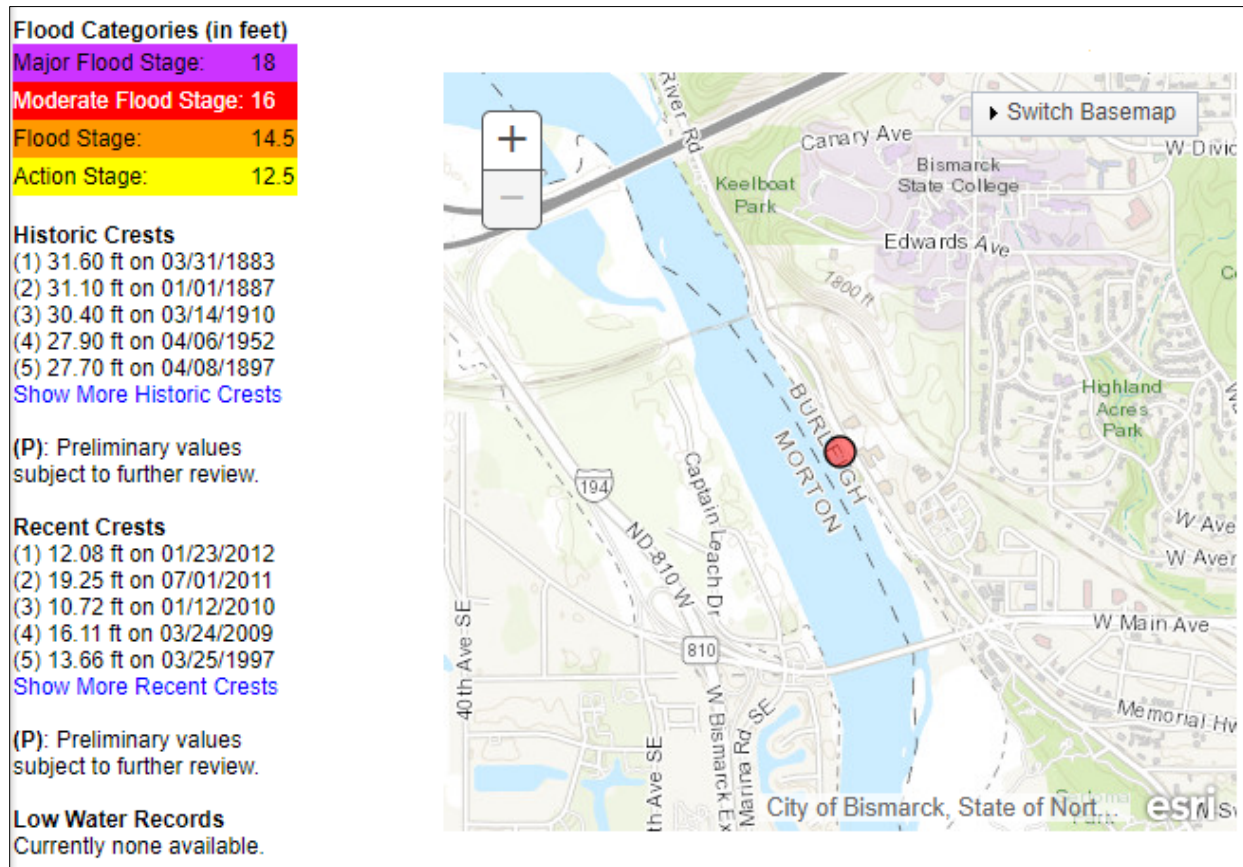 Flood Categories (in feet)
Major Flood Stage: 18
Moderate Flood Stage: 16
Flood Stage: 14.5
Action Stage: 12.5
Historic Crests
(1) 31.60 ft on 03/31/1883
(2) 31.10 ft on 01/01/1887
(3) 30.40 ft on 03/14/1910
(4) 27.90 ft on 04/06/1952
(5) 27.70 ft on 04/08/1897
Show More Historic Crests
(P): Preliminary values
subject to further review.
Recent Crests
(1) 12.08 ft on 01/23/2012
(2) 19.25 ft on 07/01/2011
(3) 10.72 ft on 01/12/2010
(4) 16.11 ft on 03/24/2009
(5) 13.66 ft on 03/25/1997
Show More Recent Crests
(P): Preliminary values
subject to further review.
Low Water Records
Currently none available.
+
−
Switch Basemap
River Rd
Canary Ave
W Divic
Bismarck
State College
Keelboat
Park
Edwards Ave
1800 ft
BURLEIGH
MORTON
Highland
Acres
Park
194
Captain Leach Dr
ND 810 W
W Ave
W Aver
W Main Ave
810
40th Ave SE
W Bismarck Ex
Marina Rd SE
th Ave SE
Memorial Hw
City of Bismarck, State of Nort...
esri
W Sw